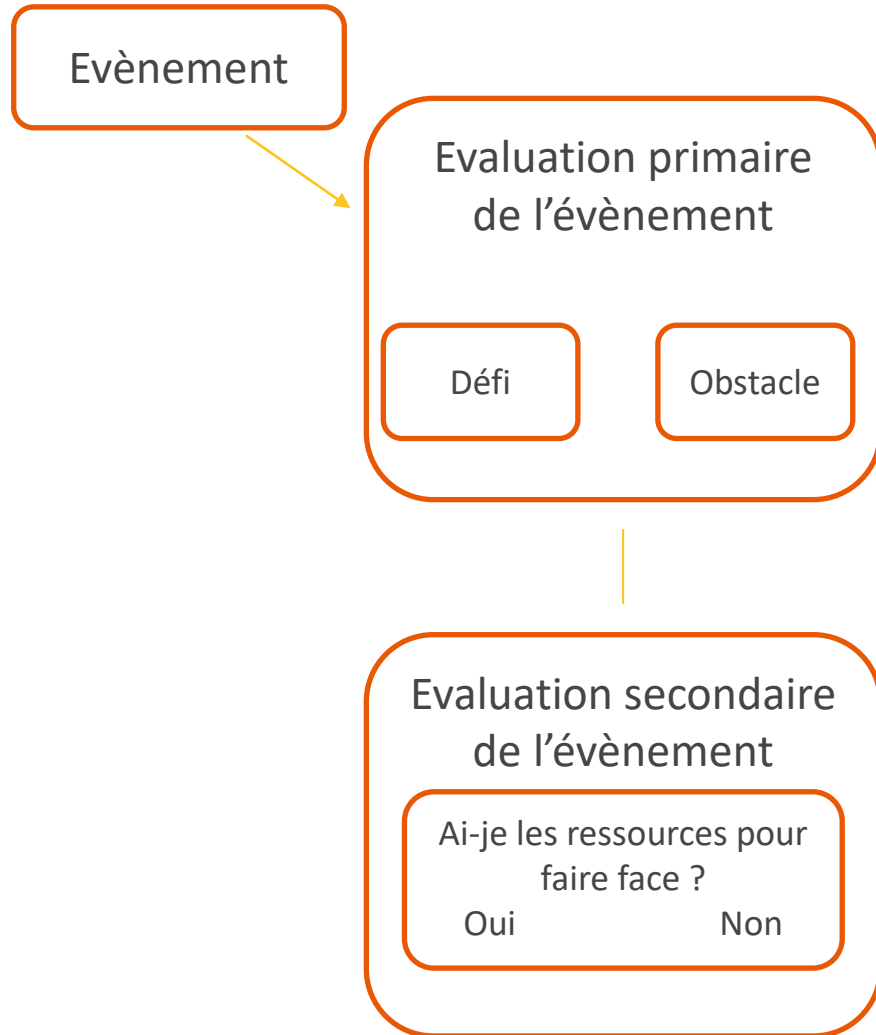 Evènement
Evaluation primaire
de l’évènement
Défi
Obstacle
Evaluation secondaire
de l’évènement
Ai-je les ressources pour
faire face ?
Oui
Non